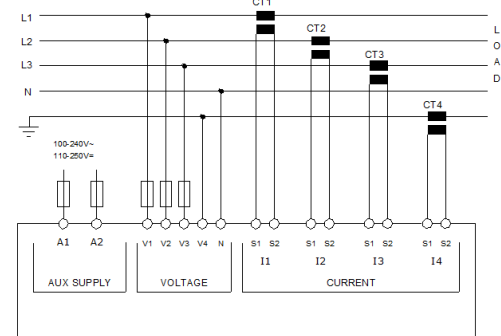 CT1
L1
L
CT2
L2
O
CT3
L3
A
D
N
CT4
100-240V~
110-250V=
A1 A2 V1 V2 V3 V4 N S1 S2 S1 S2 S1 S2 S1 S2
I1 I2 I3 I4
AUX SUPPLY VOLTAGE CURRENT